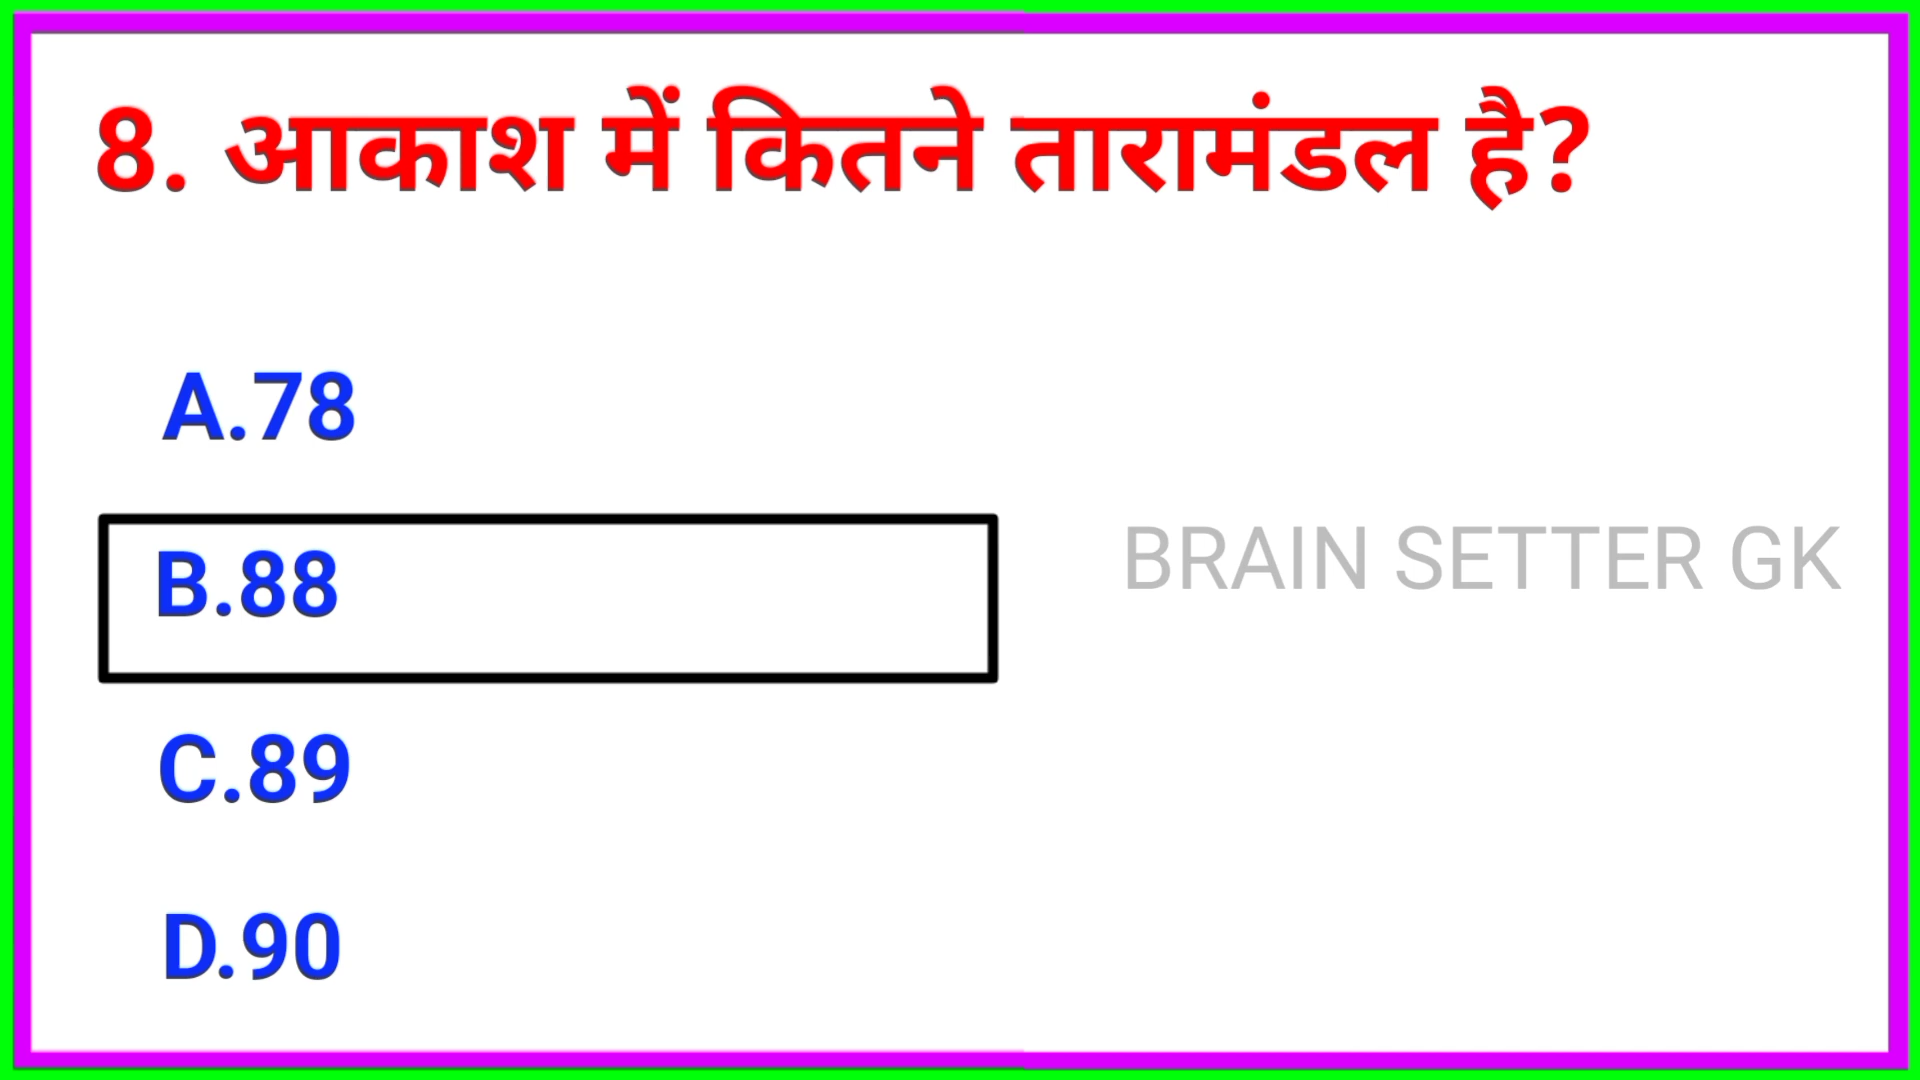 8. आकाश में कितने तारामंडल है?
A.78
B.88
BRAIN SETTER GK
C.89
D.90